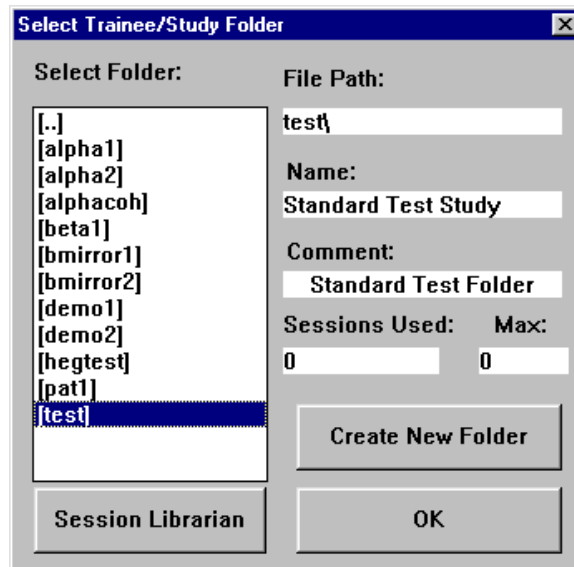 Select Trainee/Study Folder
Select Folder:
[..]
[alpha1]
[alpha2]
[alphacoh]
[beta1]
[bmirror1]
[bmirror2]
[demo1]
[demo2]
[hegtest]
[pat1]
[test]
Session Librarian
File Path:
test\
Name:
Standard Test Study
Comment:
Standard Test Folder
Sessions Used: Max:
0 0
Create New Folder
OK